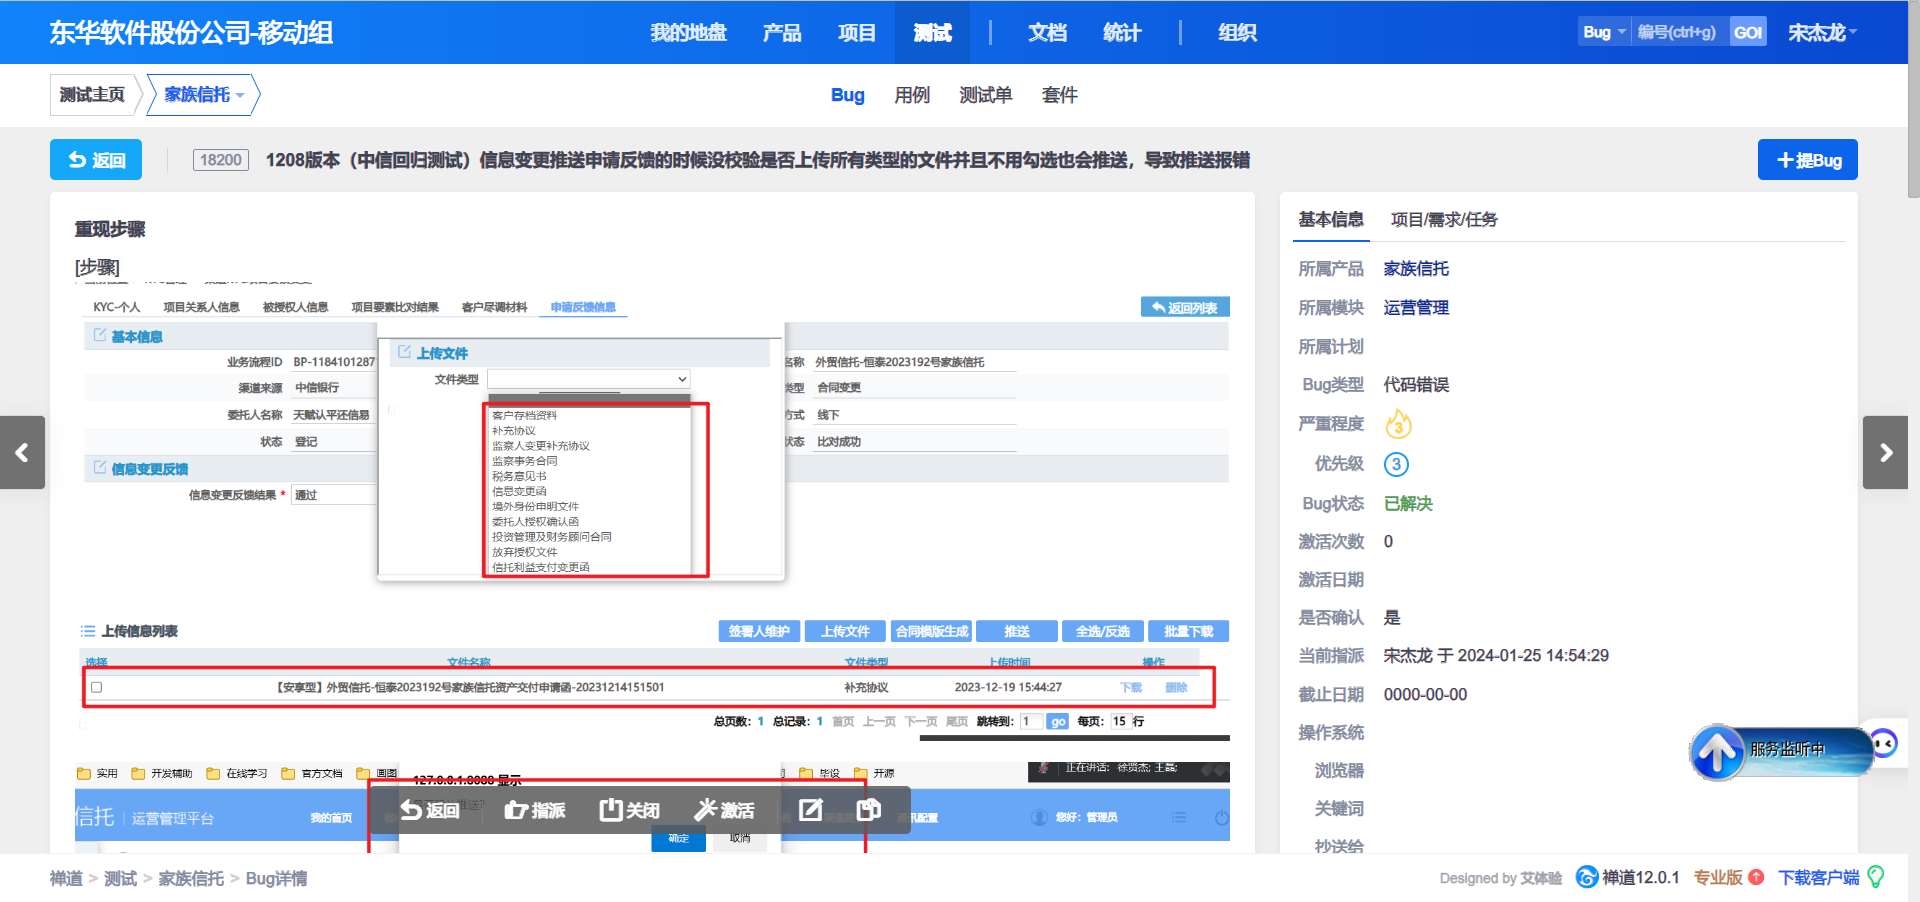 东华软件股份公司-移动组
我的地盘 产品 项目 测试 文档 统计 组织
Bug 编号(ctrl+g) GO! 宋杰龙
测试主页 家族信托
Bug 用例 测试单 套件
返回 18200 1208版本（中信回归测试）信息变更推送申请反馈的时候没校验是否上传所有类型的文件并且不用勾选也会推送，导致推送报错
提Bug
重现步骤
[步骤]
KYC-个人 项目关系人信息 被授权人信息 项目要素比对结果 客户尽调材料 申请反馈信息 返回列表
基本信息
业务流程ID BP-1184101287 名称 外贸信托-恒泰2023192号家族信托
渠道来源 中信银行 类型 合同变更
委托人名称 天赋认平还信易 方式 线下
状态 登记 状态 比对成功
信息变更反馈
信息变更反馈结果 * 通过
上传文件
文件类型
客户存档资料
补充协议
监察人变更补充协议
监察事务合同
税务意见书
信息变更函
境外身份申明文件
委托人授权确认函
投资管理及财务顾问合同
放弃授权文件
信托利益支付变更函
上传信息列表 签署人维护 上传文件 合同模版生成 推送 全选/反选 批量下载
选择 文件名称 文件类型 上传时间 操作
【安享型】外贸信托-恒泰2023192号家族信托资产交付申请函-20231214151501 补充协议 2023-12-19 15:44:27 下载 删除
总页数: 1 总记录: 1 首页 上一页 下一页 尾页 跳转到: 1 go 每页: 15 行
实用 开发辅助 在线学习 官方文档 画图 127.0.0.1:8088 显示 毕设 开源 正在讲话: 徐贤杰; 王磊;
信托 运营管理平台 我的首页 讯配置 您好：管理员
返回 指派 关闭 激活
确定 取消
基本信息 项目/需求/任务
所属产品 家族信托
所属模块 运营管理
所属计划
Bug类型 代码错误
严重程度 3
优先级 3
Bug状态 已解决
激活次数 0
激活日期
是否确认 是
当前指派 宋杰龙 于 2024-01-25 14:54:29
截止日期 0000-00-00
操作系统
浏览器
关键词
抄送给
服务监听中
禅道 > 测试 > 家族信托 > Bug详情
Designed by 艾体验 禅道12.0.1 专业版 下载客户端